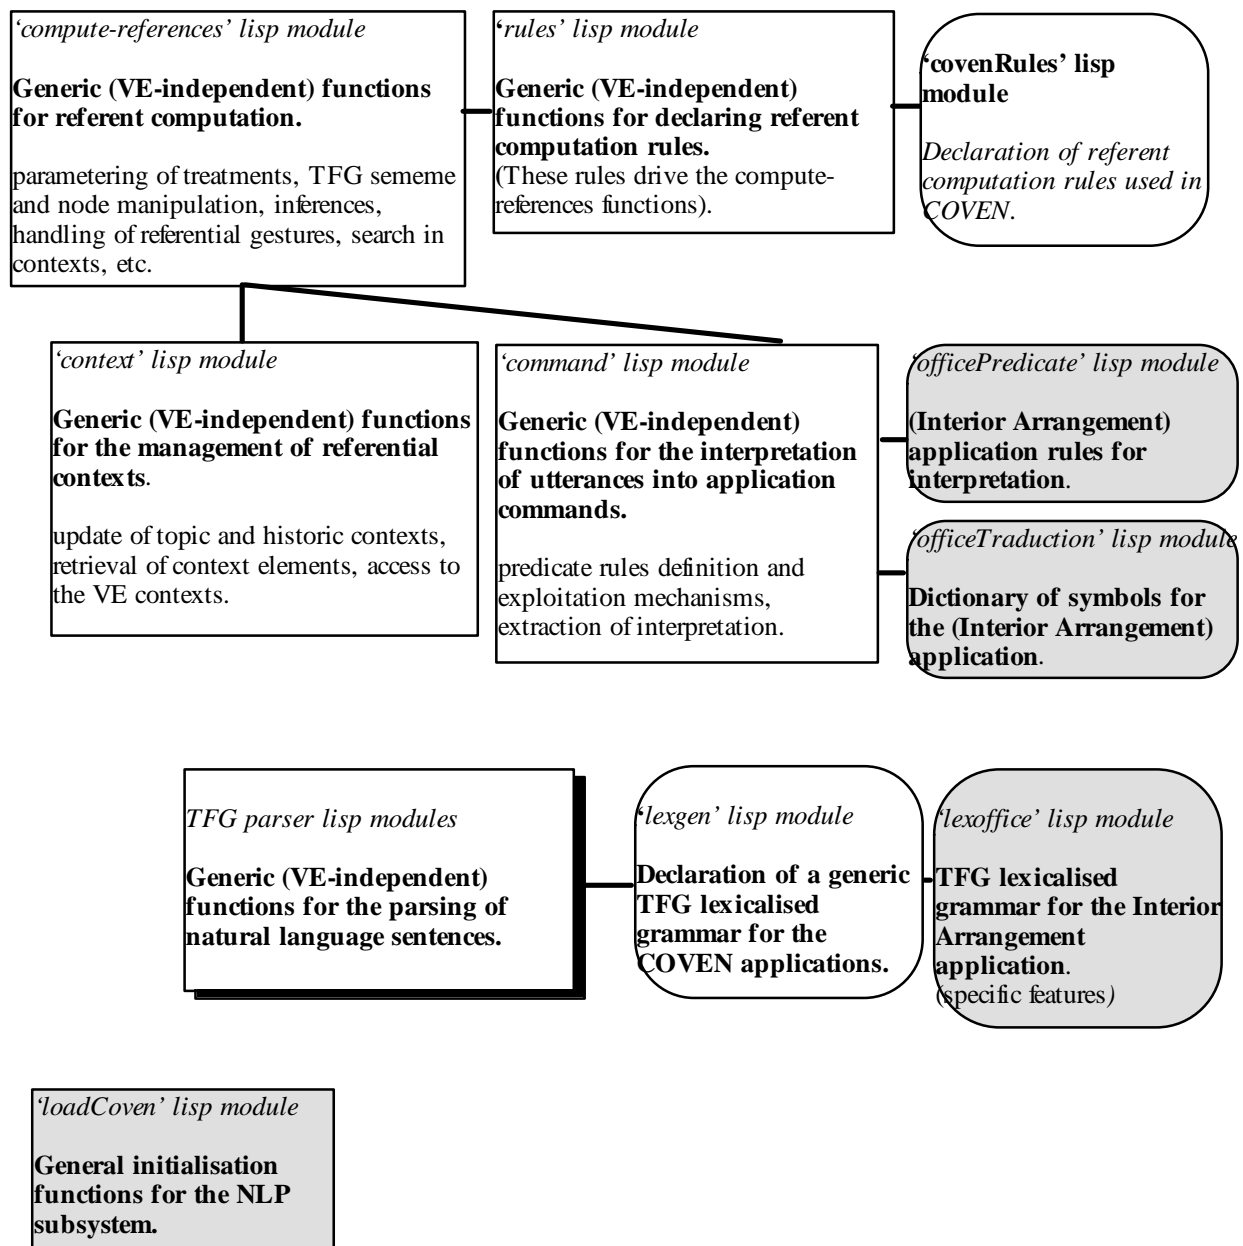 ‘compute-references’ lisp module
Generic (VE-independent) functions
for referent computation.
parametering of treatments, TFG sememe
and node manipulation, inferences,
handling of referential gestures, search in
contexts, etc.
‘rules’ lisp module
Generic (VE-independent)
functions for declaring referent
computation rules.
(These rules drive the compute-
references functions).
‘covenRules’ lisp
module
Declaration of referent
computation rules used in
COVEN.
‘context’ lisp module
Generic (VE-independent) functions
for the management of referential
contexts.
update of topic and historic contexts,
retrieval of context elements, access to
the VE contexts.
‘command’ lisp module
Generic (VE-independent)
functions for the interpretation
of utterances into application
commands.
predicate rules definition and
exploitation mechanisms,
extraction of interpretation.
‘officePredicate’ lisp module
(Interior Arrangement)
application rules for
interpretation.
‘officeTraduction’ lisp module
Dictionary of symbols for
the (Interior Arrangement)
application.
TFG parser lisp modules
Generic (VE-independent)
functions for the parsing of
natural language sentences.
‘lexgen’ lisp module
Declaration of a generic
TFG lexicalised
grammar for the
COVEN applications.
‘lexoffice’ lisp module
TFG lexicalised
grammar for the Interior
Arrangement
application.
(specific features)
‘loadCoven’ lisp module
General initialisation
functions for the NLP
subsystem.